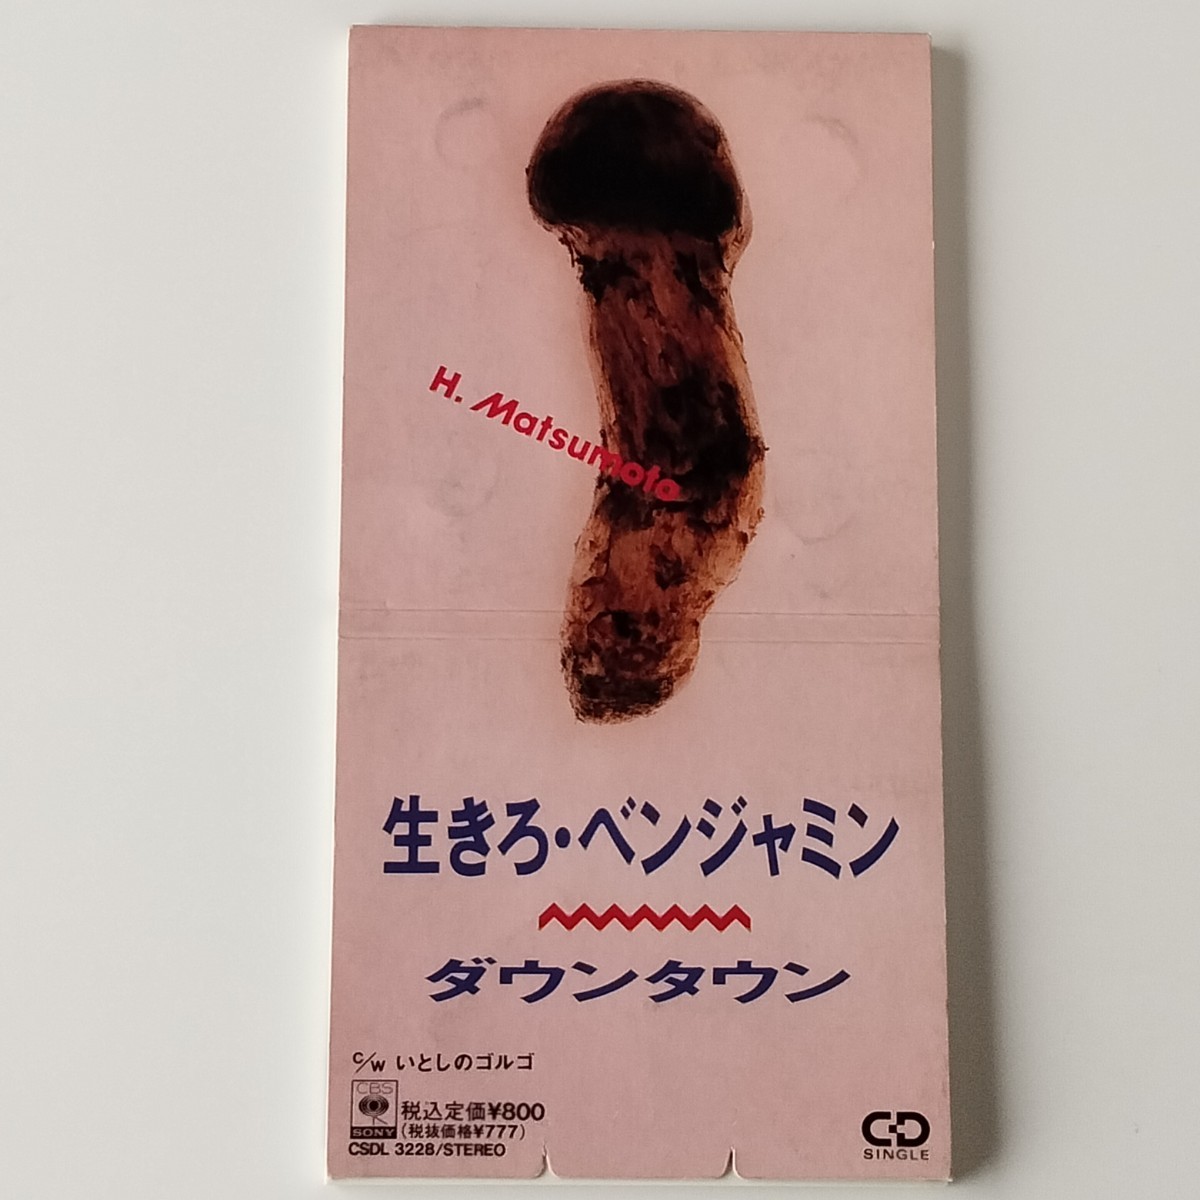 H. Matsumoto
生きろ・ベンジャミン
ダウンタウン
c/w いとしのゴルゴ
CBS
SONY
税込定価¥800
(税抜価格¥777)
CSDL 3228/STEREO
CD
SINGLE